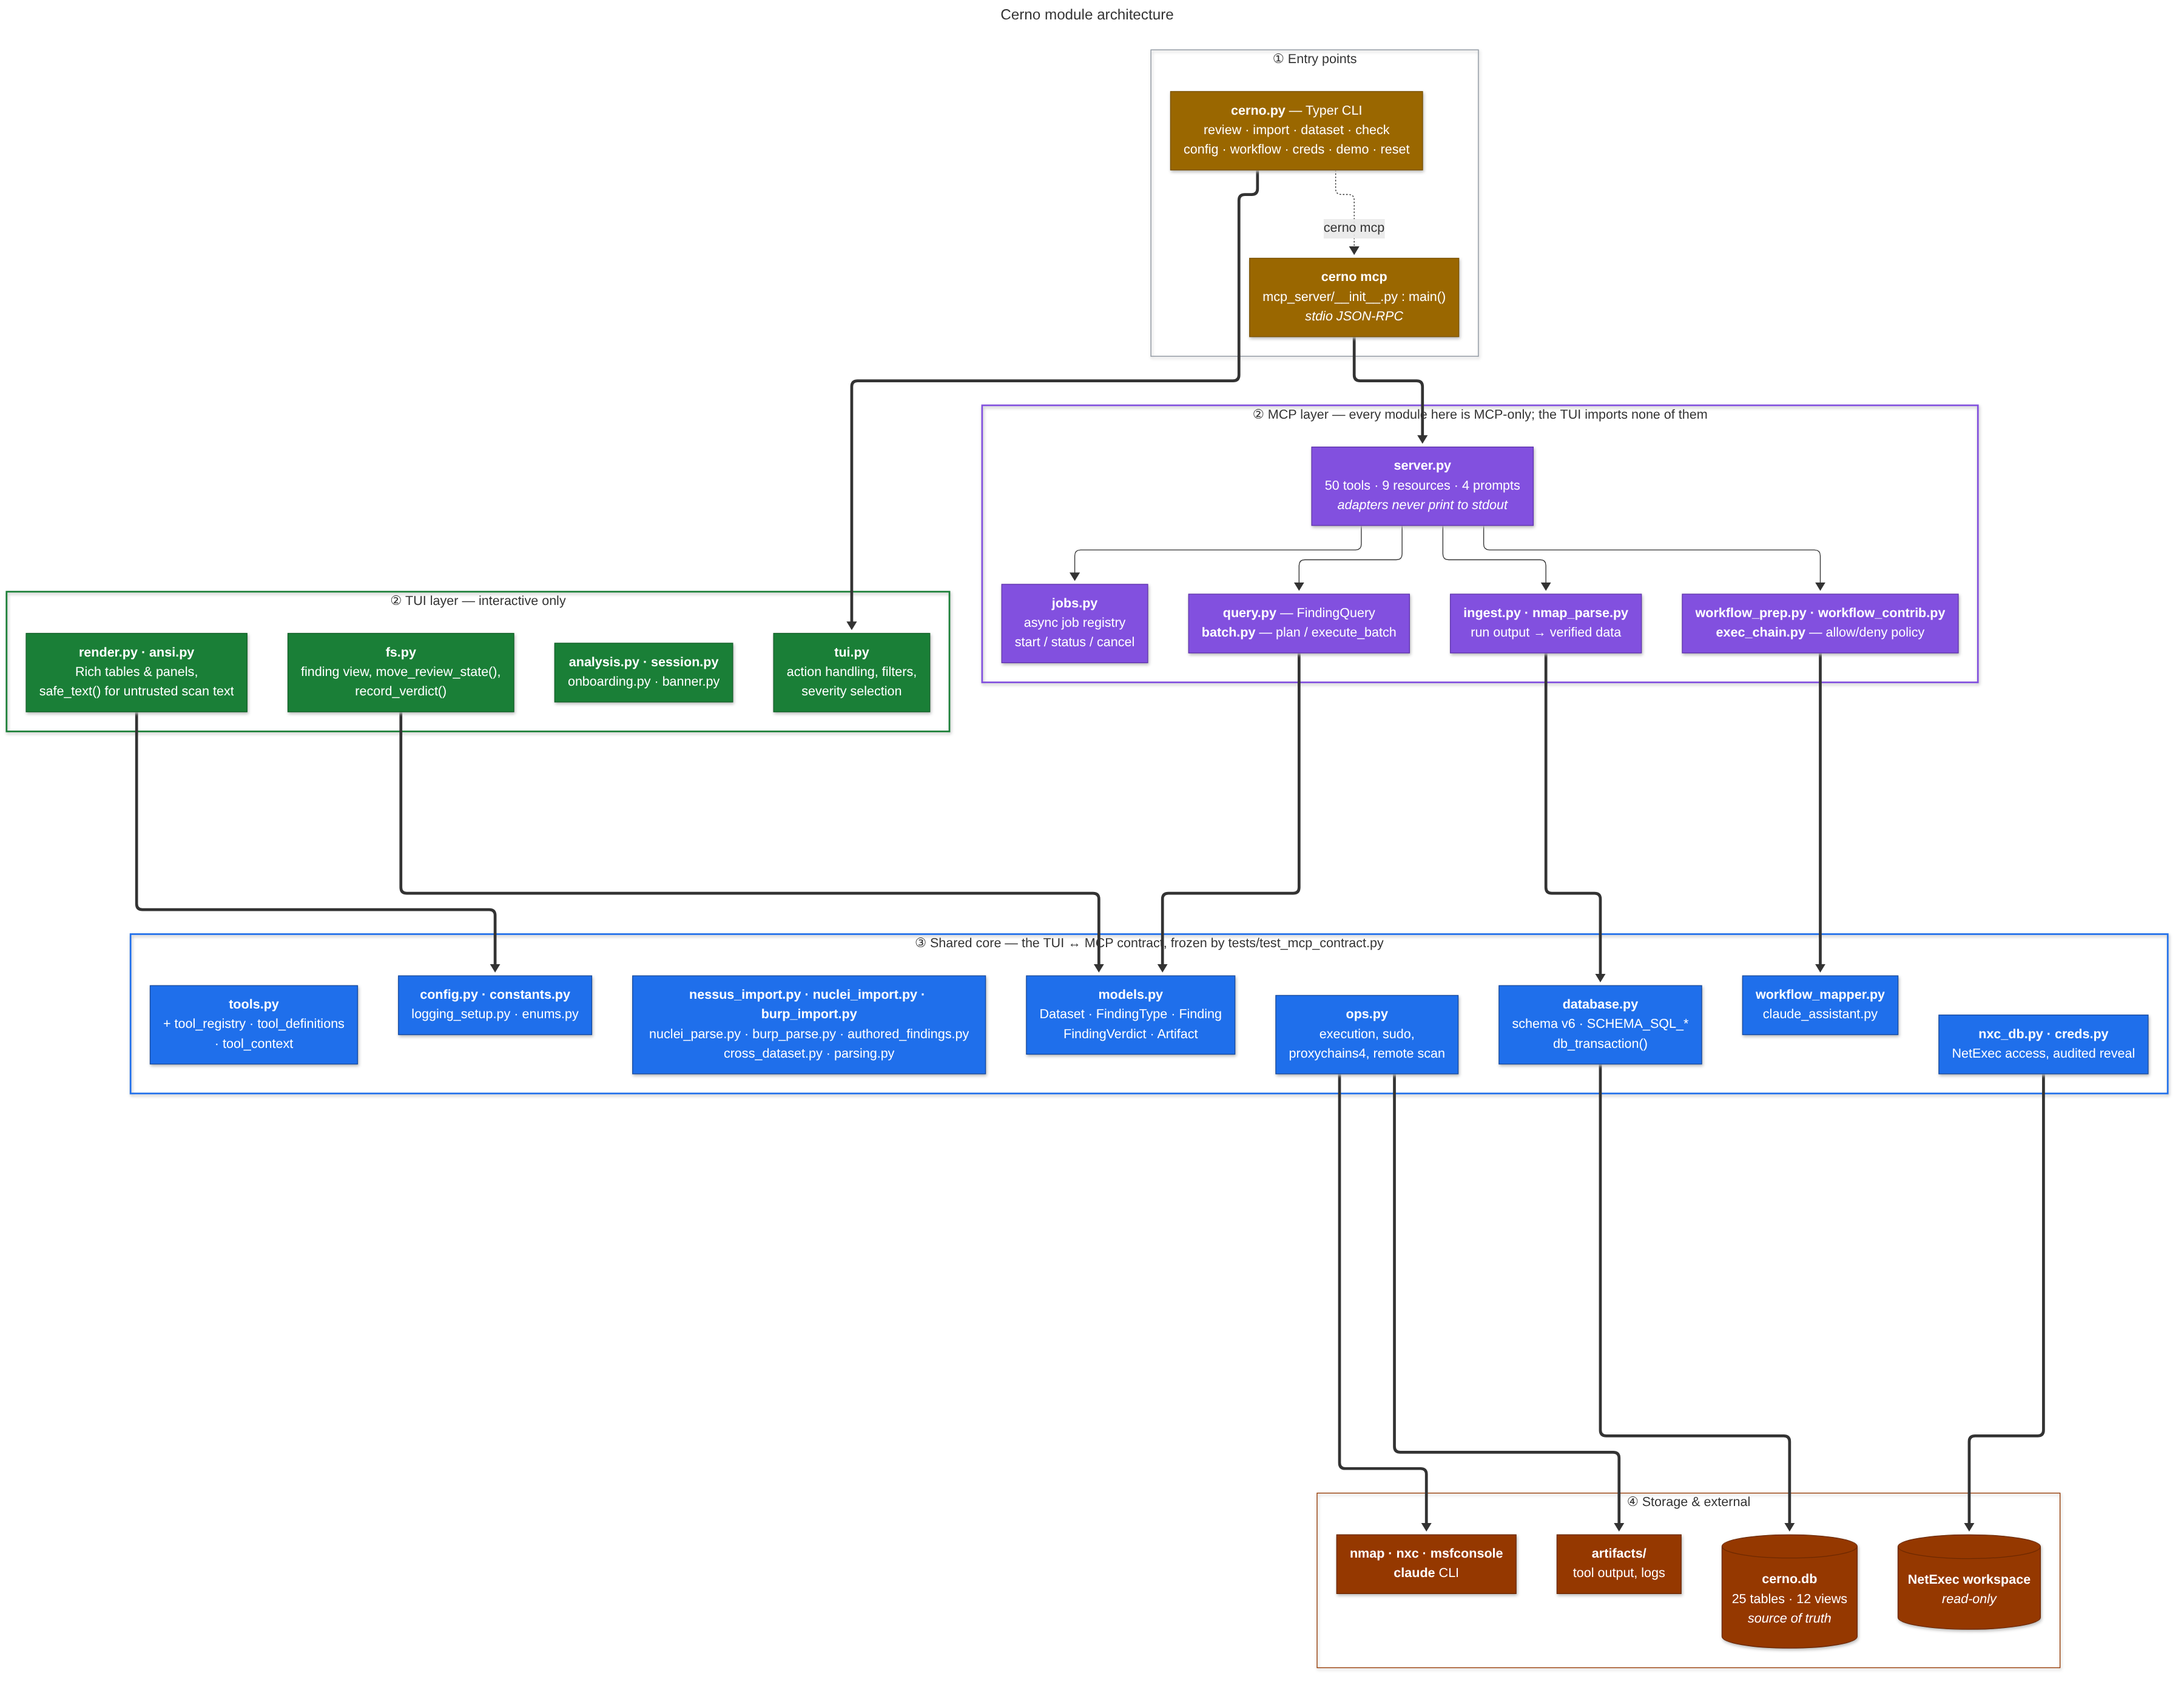 Cerno module architecture
① Entry points
cerno.py — Typer CLI
review · import · dataset · check
config · workflow · creds · demo · reset
cerno mcp
cerno mcp
mcp_server/__init__.py : main()
stdio JSON-RPC
② MCP layer — every module here is MCP-only; the TUI imports none of them
server.py
50 tools · 9 resources · 4 prompts
adapters never print to stdout
jobs.py
async job registry
start / status / cancel
query.py — FindingQuery
batch.py — plan / execute_batch
ingest.py · nmap_parse.py
run output → verified data
workflow_prep.py · workflow_contrib.py
exec_chain.py — allow/deny policy
② TUI layer — interactive only
render.py · ansi.py
Rich tables & panels,
safe_text() for untrusted scan text
fs.py
finding view, move_review_state(),
record_verdict()
analysis.py · session.py
onboarding.py · banner.py
tui.py
action handling, filters,
severity selection
③ Shared core — the TUI ↔ MCP contract, frozen by tests/test_mcp_contract.py
tools.py
+ tool_registry · tool_definitions
· tool_context
config.py · constants.py
logging_setup.py · enums.py
nessus_import.py · nuclei_import.py ·
burp_import.py
nuclei_parse.py · burp_parse.py · authored_findings.py
cross_dataset.py · parsing.py
models.py
Dataset · FindingType · Finding
FindingVerdict · Artifact
ops.py
execution, sudo,
proxychains4, remote scan
database.py
schema v6 · SCHEMA_SQL_*
db_transaction()
workflow_mapper.py
claude_assistant.py
nxc_db.py · creds.py
NetExec access, audited reveal
④ Storage & external
nmap · nxc · msfconsole
claude CLI
artifacts/
tool output, logs
cerno.db
25 tables · 12 views
source of truth
NetExec workspace
read-only